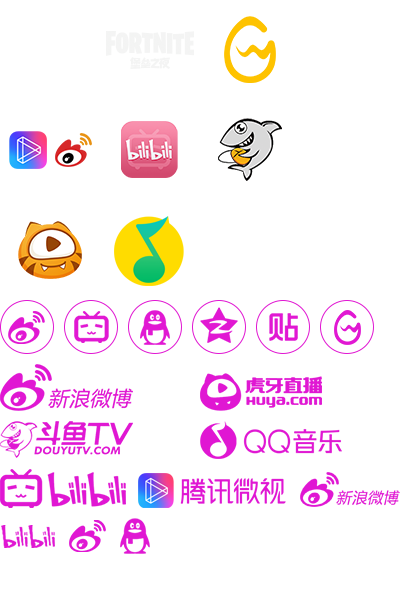 FORTNITE
堡垒之夜
bilibili
贴
新浪微博
虎牙直播
Huya.com
斗鱼TV
DOUYUTV.COM
QQ音乐
bilibili
腾讯微视
新浪微博
bilibili